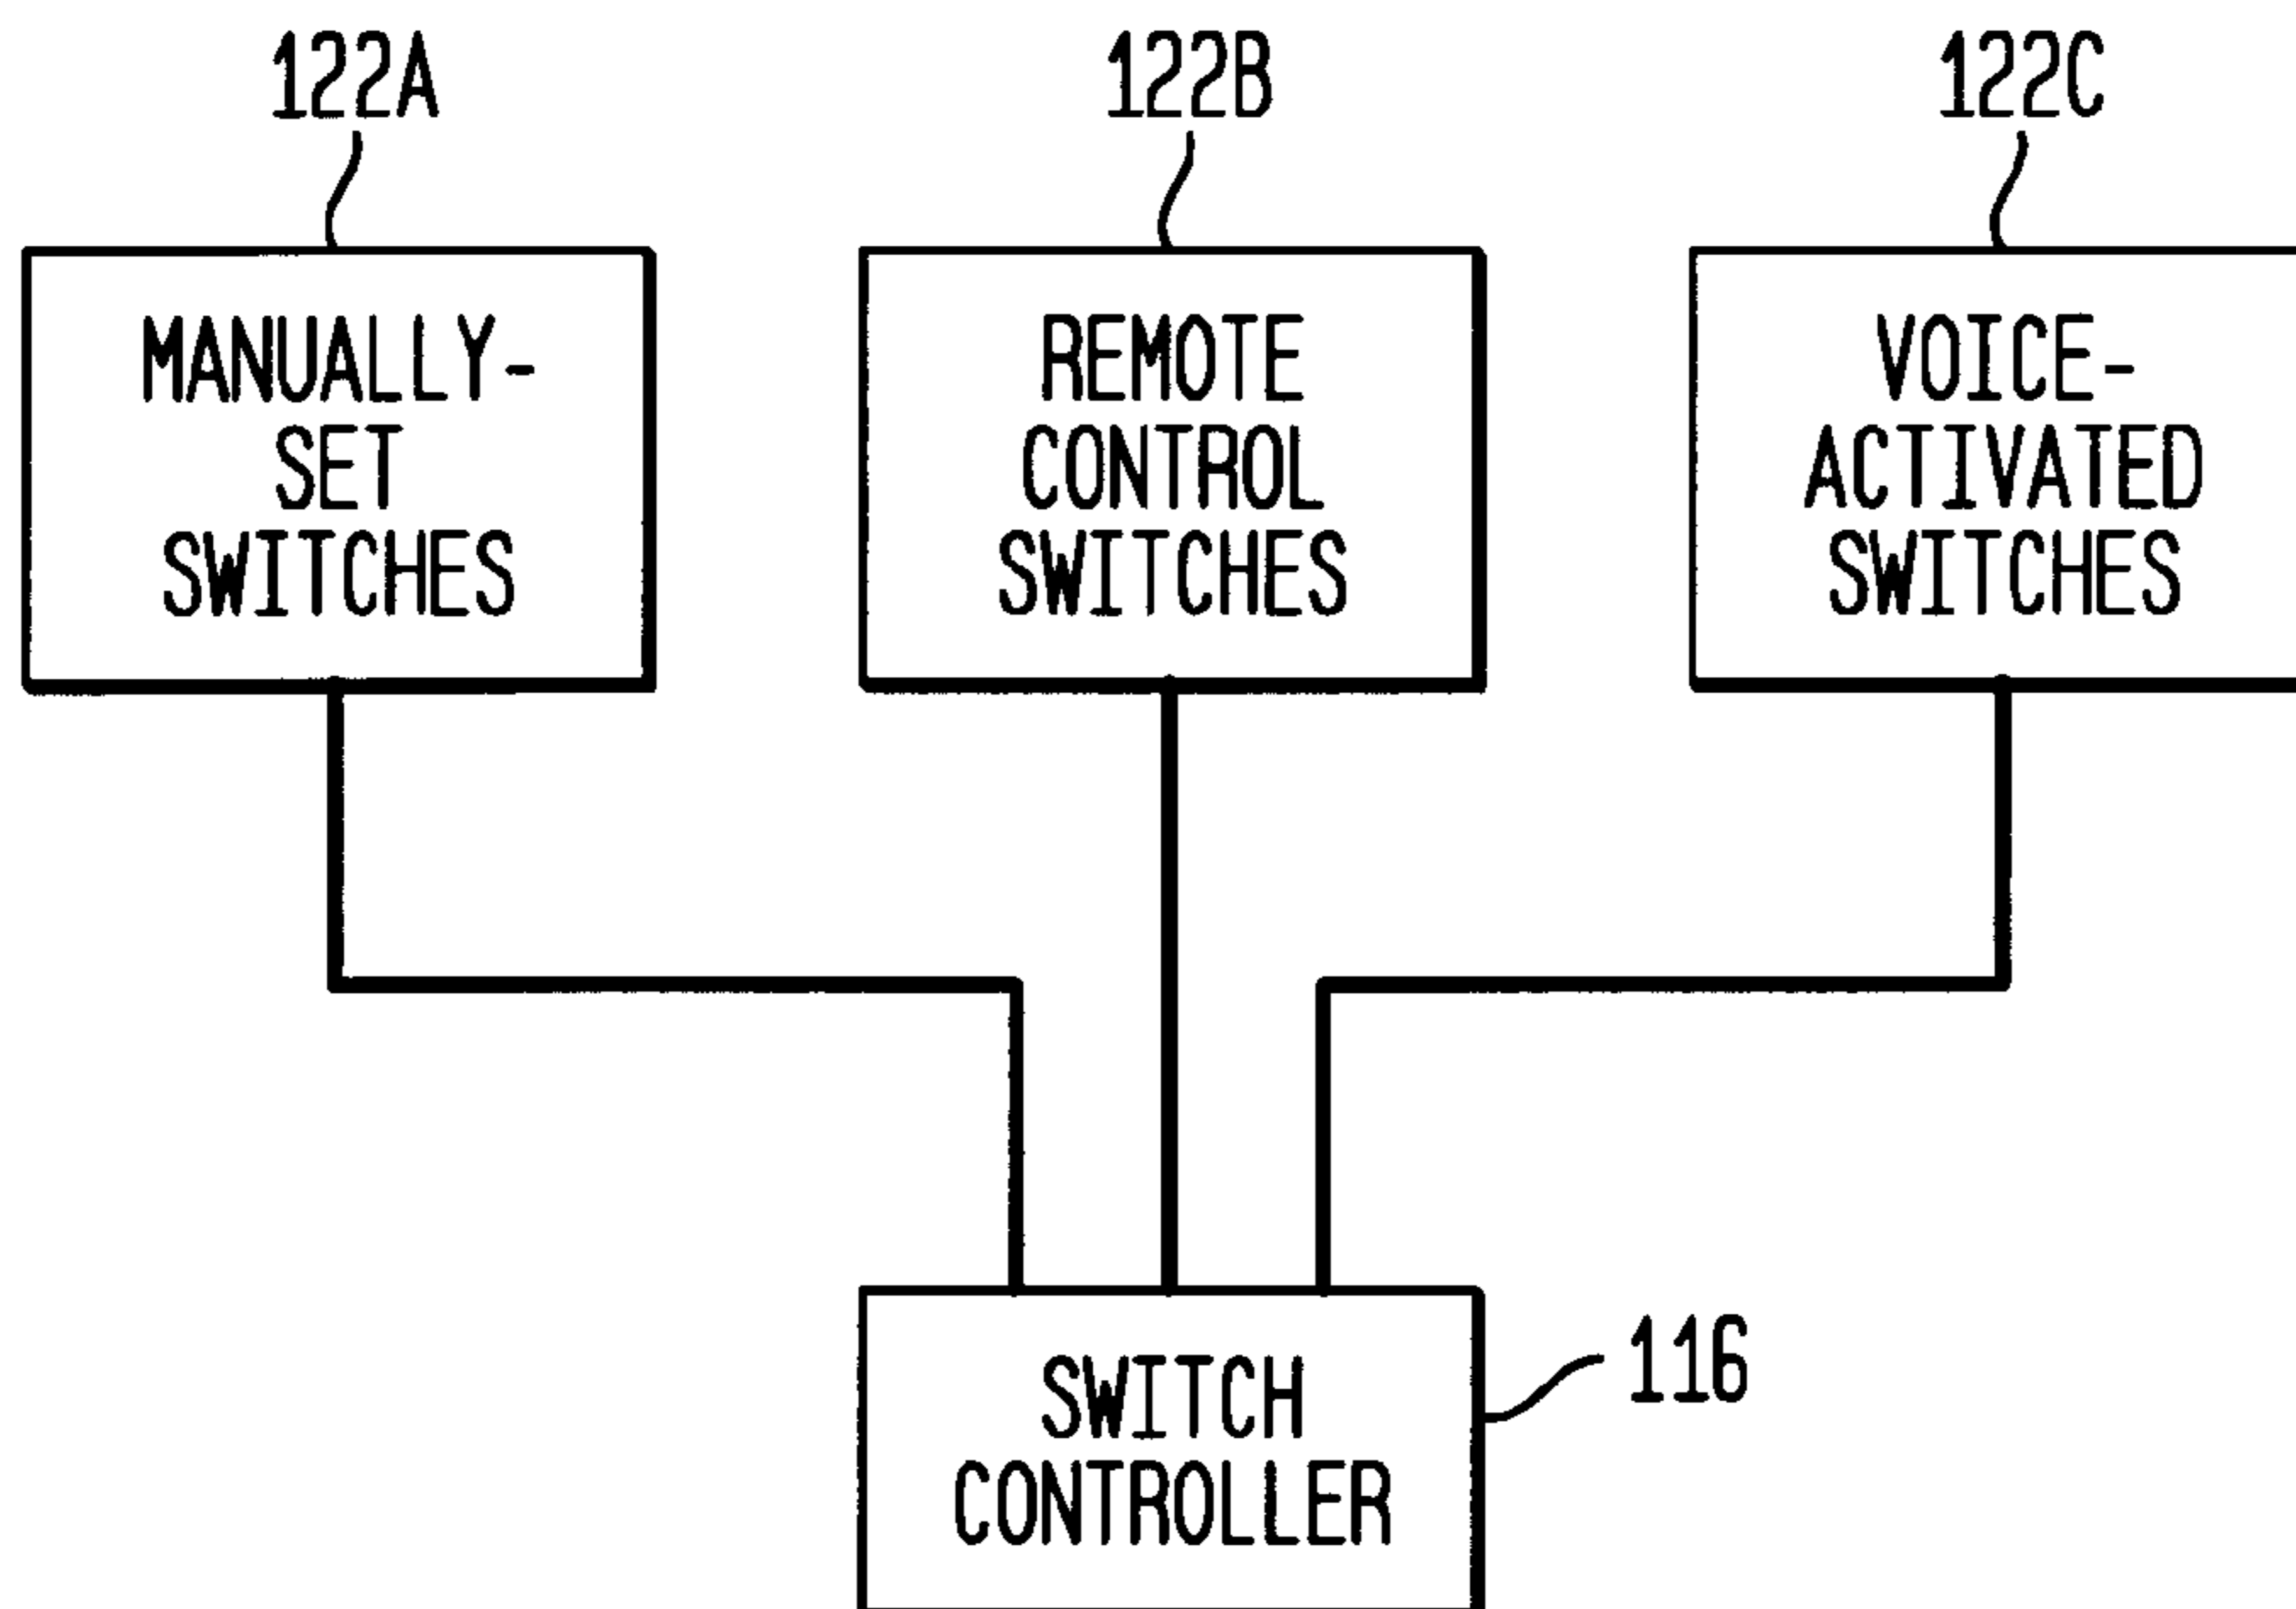 122A
122B
122C
MANUALLY-
SET
SWITCHES
REMOTE
CONTROL
SWITCHES
VOICE-
ACTIVATED
SWITCHES
SWITCH
CONTROLLER
116